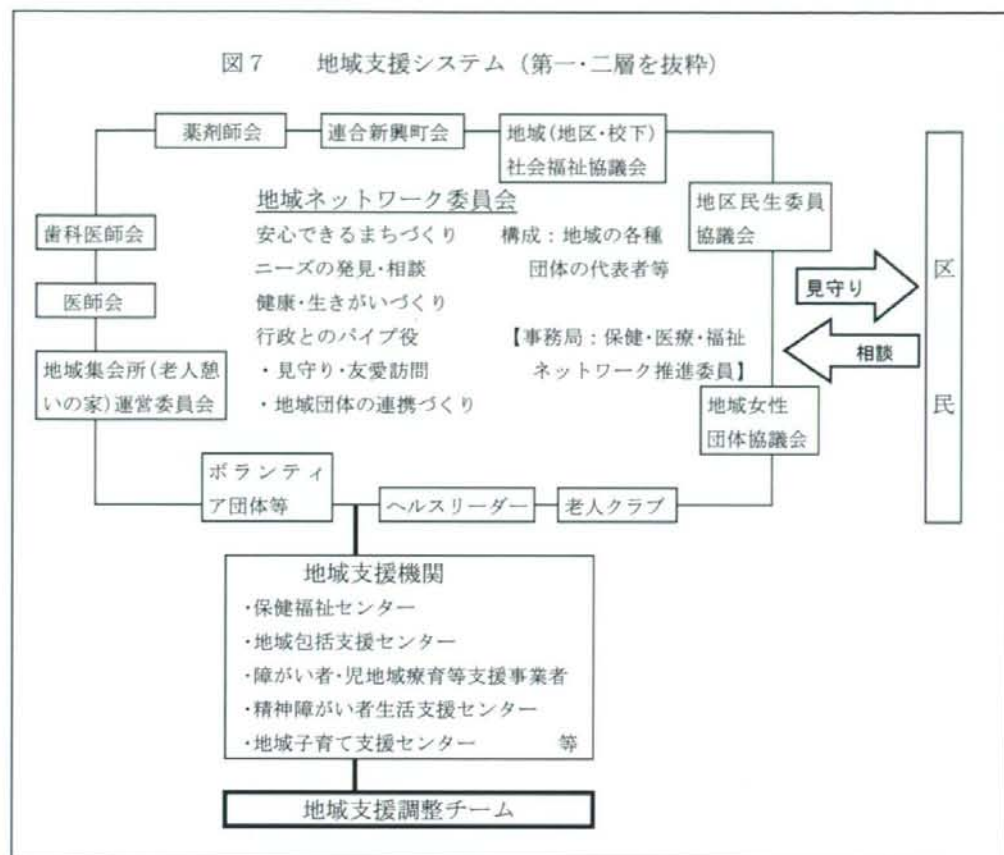 図7 地域支援システム（第一・二層を抜粋）
薬剤師会
連合新興町会
地域（地区・校下）
社会福祉協議会
地区民生委員
協議会
歯科医師会
医師会
地域集会所（老人憩
いの家）運営委員会
地域ネットワーク委員会
安心できるまちづくり
ニーズの発見・相談
健康・生きがいづくり
行政とのパイプ役
・見守り・友愛訪問
・地域団体の連携づくり
構成：地域の各種
団体の代表者等
【事務局：保健・医療・福祉
ネットワーク推進委員】
見守り
相談
区民
地域女性
団体協議会
ボランティ
ア団体等
ヘルスリーダー
老人クラブ
地域支援機関
・保健福祉センター
・地域包括支援センター
・障がい者・児地域療育等支援事業者
・精神障がい者生活支援センター
・地域子育て支援センター 等
地域支援調整チーム